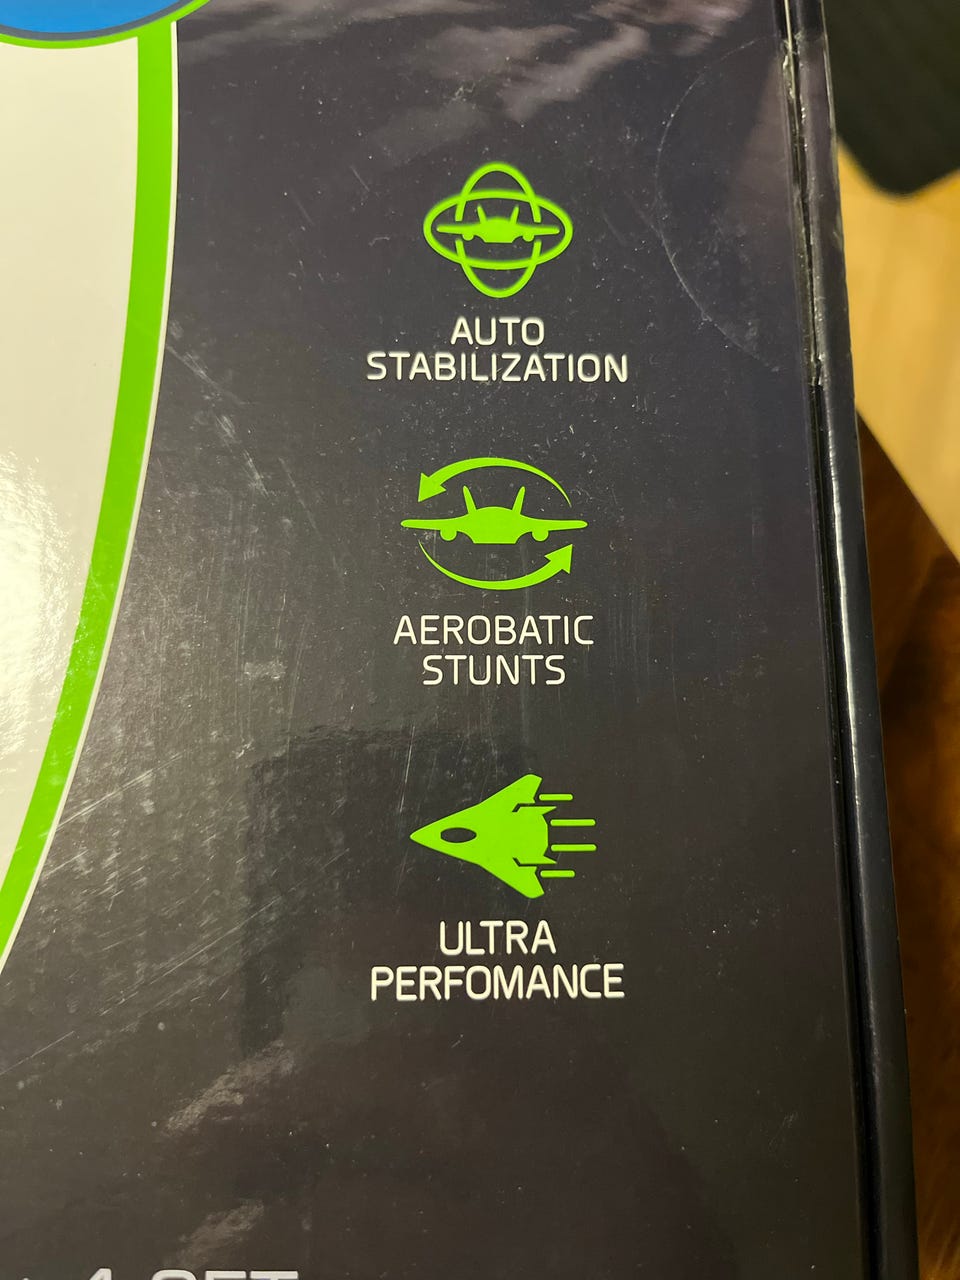 AUTO
STABILIZATION
AEROBATIC
STUNTS
ULTRA
PERFOMANCE